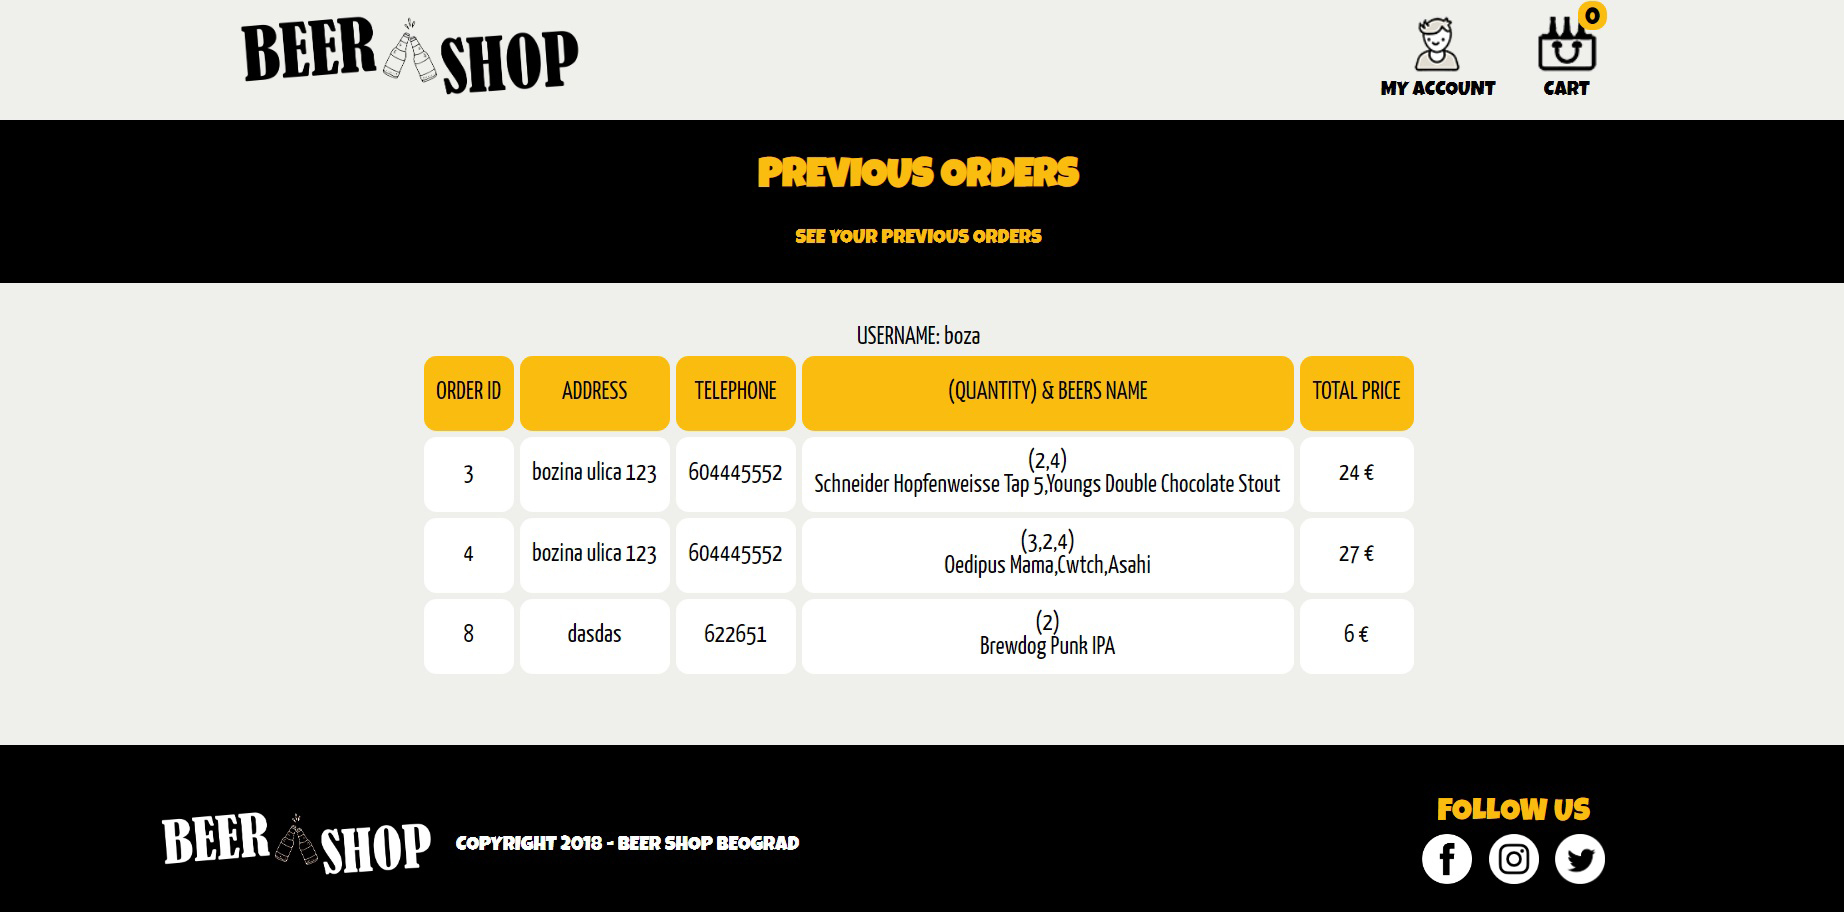 BEER SHOP
0
MY ACCOUNT
CART
PREVIOUS ORDERS
SEE YOUR PREVIOUS ORDERS
USERNAME: boza
ORDER ID ADDRESS TELEPHONE (QUANTITY) & BEERS NAME TOTAL PRICE
3 bozina ulica 123 604445552 (2,4)
Schneider Hopfenweisse Tap 5,Youngs Double Chocolate Stout 24 €
4 bozina ulica 123 604445552 (3,2,4)
Oedipus Mama,Cwtch,Asahi 27 €
8 dasdas 622651 (2)
Brewdog Punk IPA 6 €
BEER SHOP
COPYRIGHT 2018 - BEER SHOP BEOGRAD
FOLLOW US